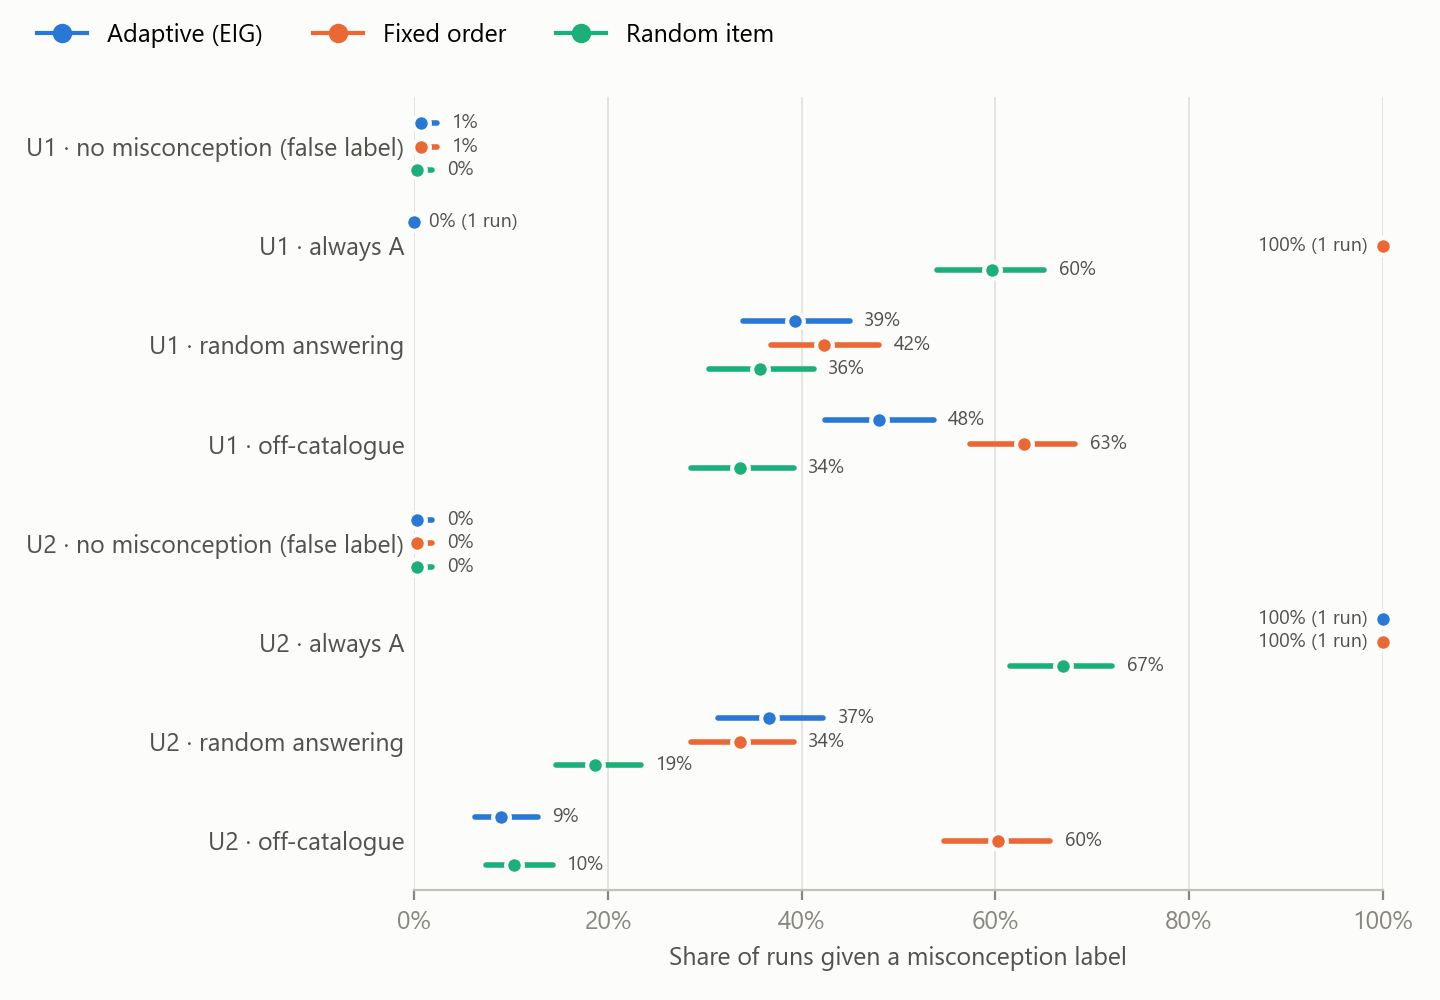 Adaptive (EIG) Fixed order Random item
1%
U1 · no misconception (false label) 1%
0%
0% (1 run)
U1 · always A 100% (1 run)
60%
39%
U1 · random answering 42%
36%
48%
U1 · off-catalogue 63%
34%
0%
U2 · no misconception (false label) 0%
0%
100% (1 run)
U2 · always A 100% (1 run)
67%
37%
U2 · random answering 34%
19%
9%
U2 · off-catalogue 60%
10%
0% 20% 40% 60% 80% 100%
Share of runs given a misconception label